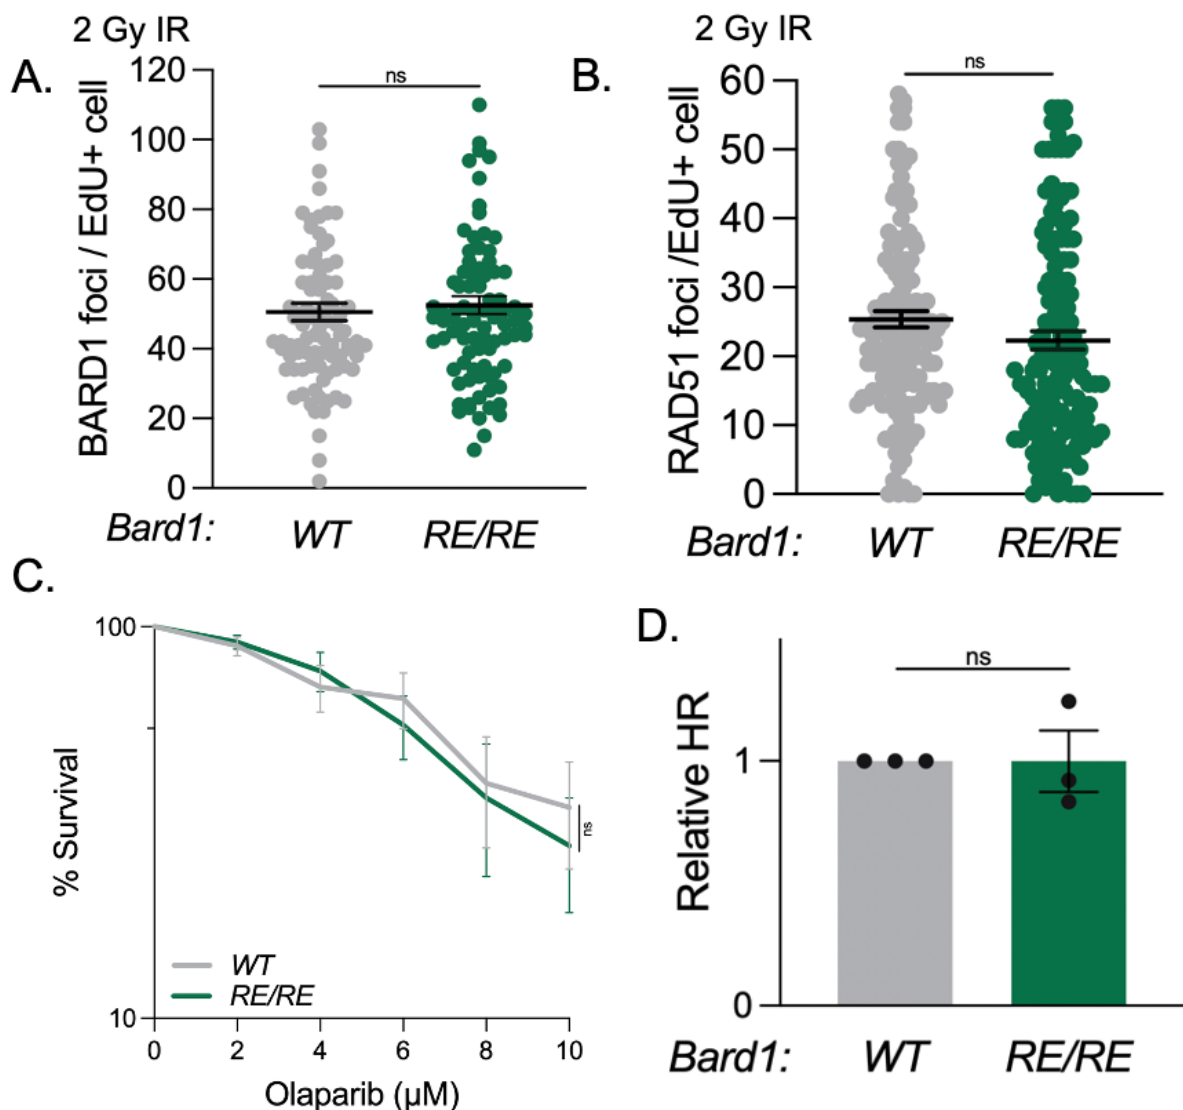 2 Gy IR
A.
ns
BARD1 foci / EdU+ cell
120
100
80
60
40
20
0
Bard1: WT RE/RE
2 Gy IR
B.
ns
RAD51 foci /EdU+ cell
60
50
40
30
20
10
0
Bard1: WT RE/RE
C.
% Survival
100
10
ns
WT
RE/RE
0 2 4 6 8 10
Olaparib (µM)
D.
ns
Relative HR
1
0
Bard1: WT RE/RE